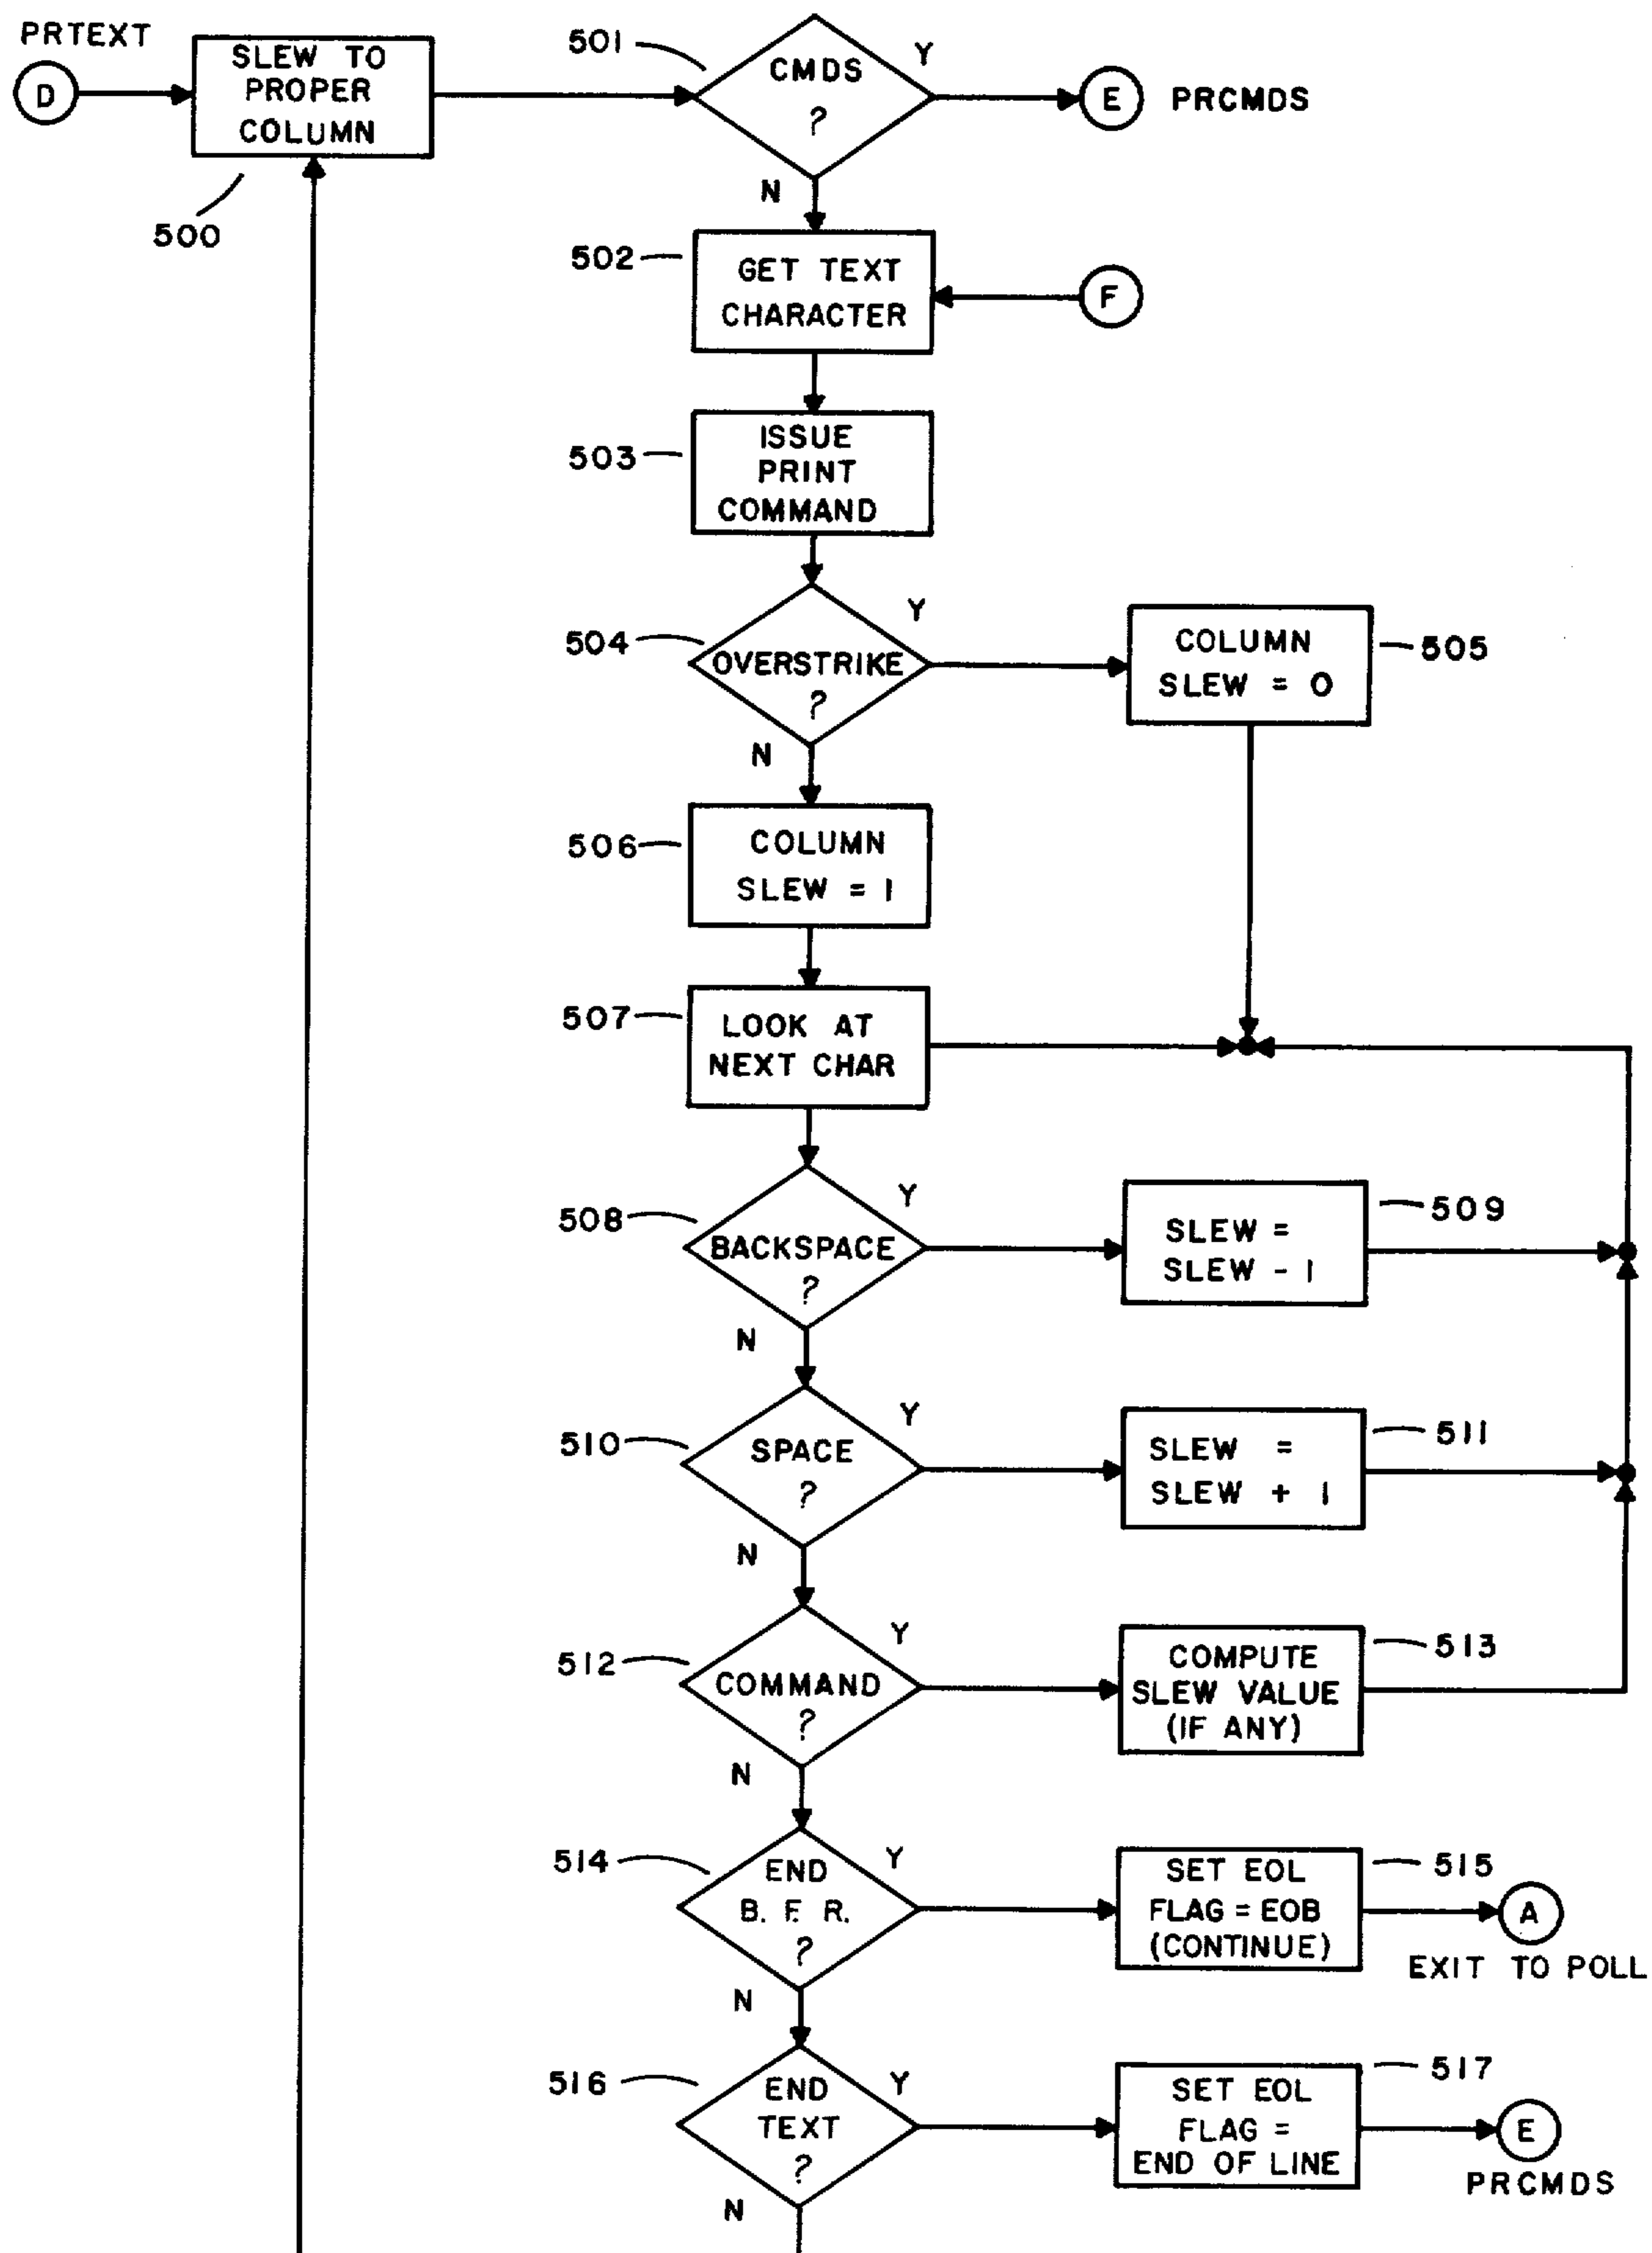 PRTEXT
D
SLEW TO
PROPER
COLUMN
500
501
CMDS
?
Y
E
PRCMDS
N
502
GET TEXT
CHARACTER
F
503
ISSUE
PRINT
COMMAND
504
OVERSTRIKE
?
Y
COLUMN
SLEW = 0
505
N
506
COLUMN
SLEW = 1
507
LOOK AT
NEXT CHAR
508
BACKSPACE
?
Y
SLEW =
SLEW - 1
509
N
510
SPACE
?
Y
SLEW =
SLEW + 1
511
N
512
COMMAND
?
Y
COMPUTE
SLEW VALUE
(IF ANY)
513
N
514
END
B. F. R.
?
Y
SET EOL
FLAG = EOB
(CONTINUE)
515
A
EXIT TO POLL
N
516
END
TEXT
?
Y
SET EOL
FLAG =
END OF LINE
517
E
PRCMDS
N